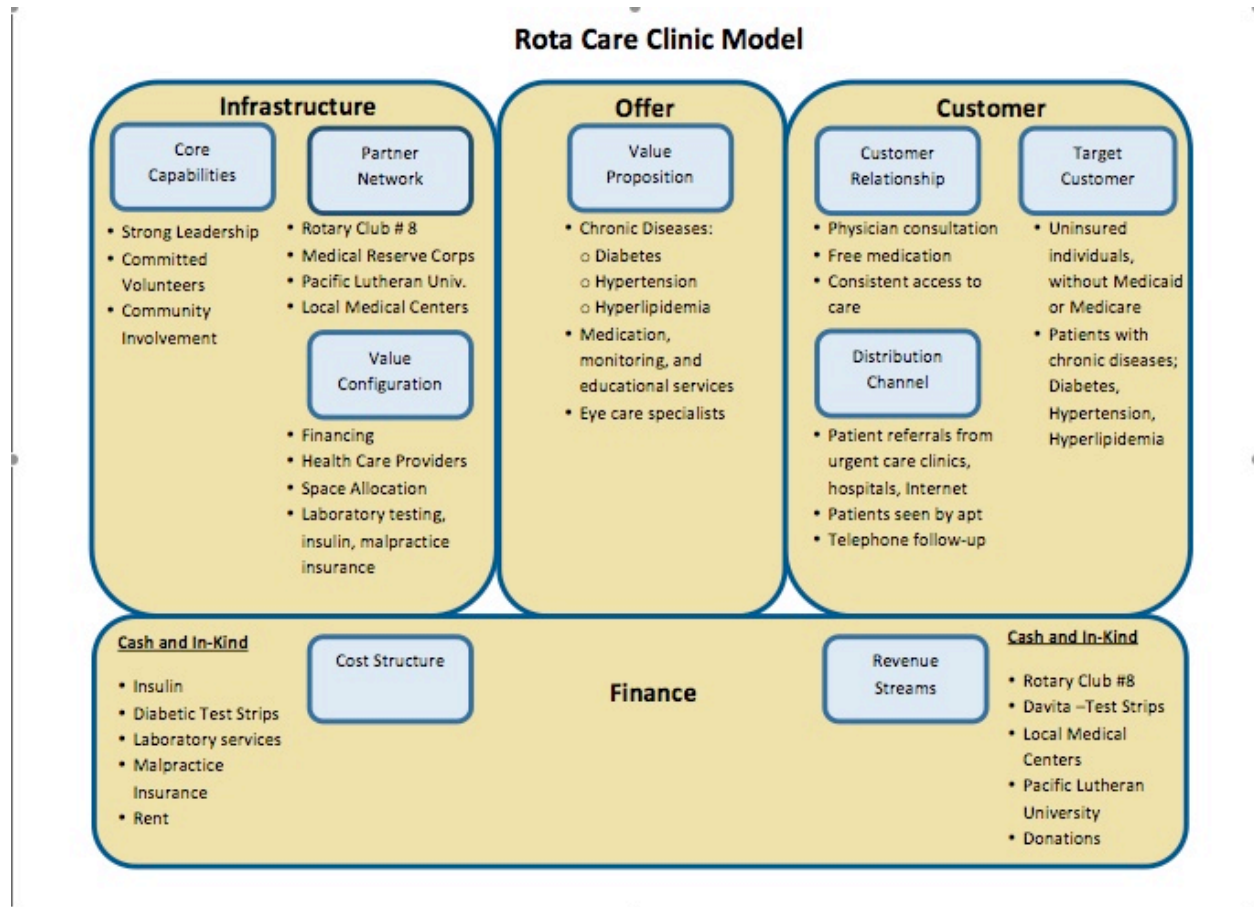 Rota Care Clinic Model
Infrastructure
Core
Capabilities
• Strong Leadership
• Committed
Volunteers
• Community
Involvement
Partner
Network
• Rotary Club # 8
• Medical Reserve Corps
• Pacific Lutheran Univ.
• Local Medical Centers
Value
Configuration
• Financing
• Health Care Providers
• Space Allocation
• Laboratory testing,
insulin, malpractice
insurance
Offer
Value
Proposition
• Chronic Diseases:
o Diabetes
o Hypertension
o Hyperlipidemia
• Medication,
monitoring, and
educational services
• Eye care specialists
Customer
Customer
Relationship
• Physician consultation
• Free medication
• Consistent access to
care
Distribution
Channel
• Patient referrals from
urgent care clinics,
hospitals, Internet
• Patients seen by apt
• Telephone follow-up
Target
Customer
• Uninsured
individuals,
without Medicaid
or Medicare
• Patients with
chronic diseases;
Diabetes,
Hypertension,
Hyperlipidemia
Cash and In-Kind
• Insulin
• Diabetic Test Strips
• Laboratory services
• Malpractice
Insurance
• Rent
Cost Structure
Finance
Revenue
Streams
Cash and In-Kind
• Rotary Club #8
• Davita –Test Strips
• Local Medical
Centers
• Pacific Lutheran
University
• Donations